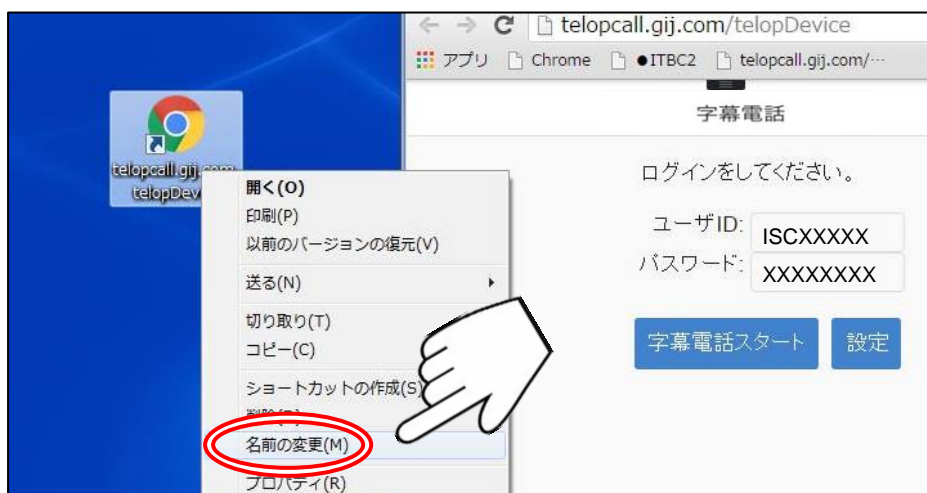 telopcall.gij.com/telopDevice
アプリ Chrome ●ITBC2 telopcall.gij.com/…
字幕電話
telopcall.gij.com
ログインをしてください。
ユーザID: ISCXXXXX
パスワード: XXXXXXXX
字幕電話スタート 設定
開く(O)
印刷(P)
以前のバージョンの復元(V)
送る(N)
切り取り(T)
コピー(C)
ショートカットの作成(S)
名前の変更(M)
プロパティ(R)